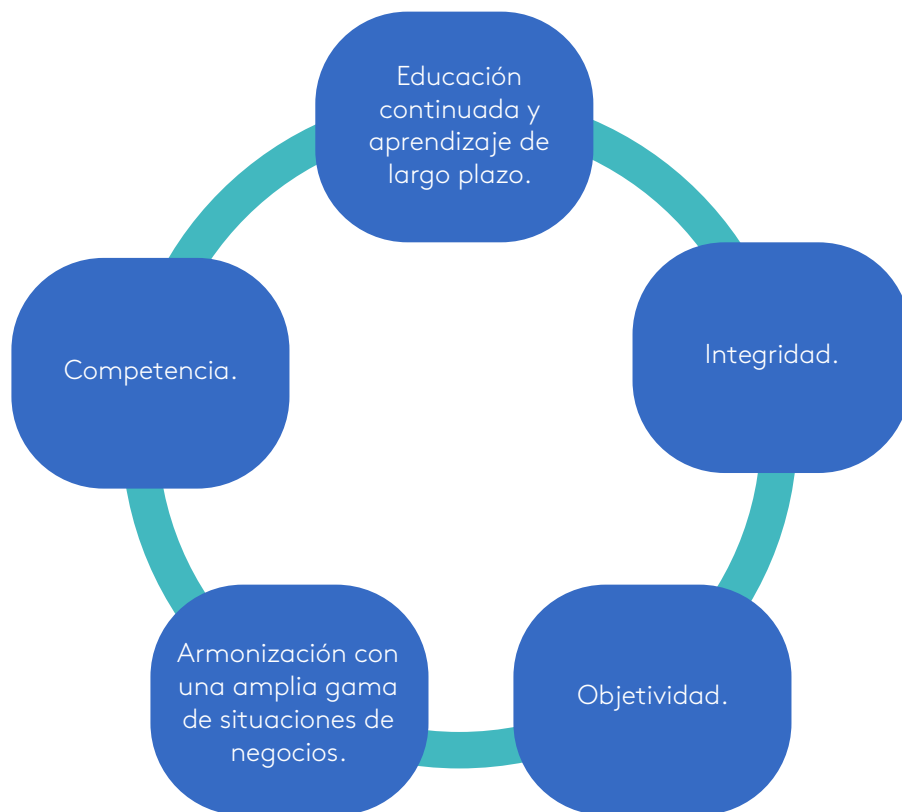 Educación
continuada y
aprendizaje de
largo plazo.
Integridad.
Objetividad.
Armonización con
una amplia gama
de situaciones de
negocios.
Competencia.